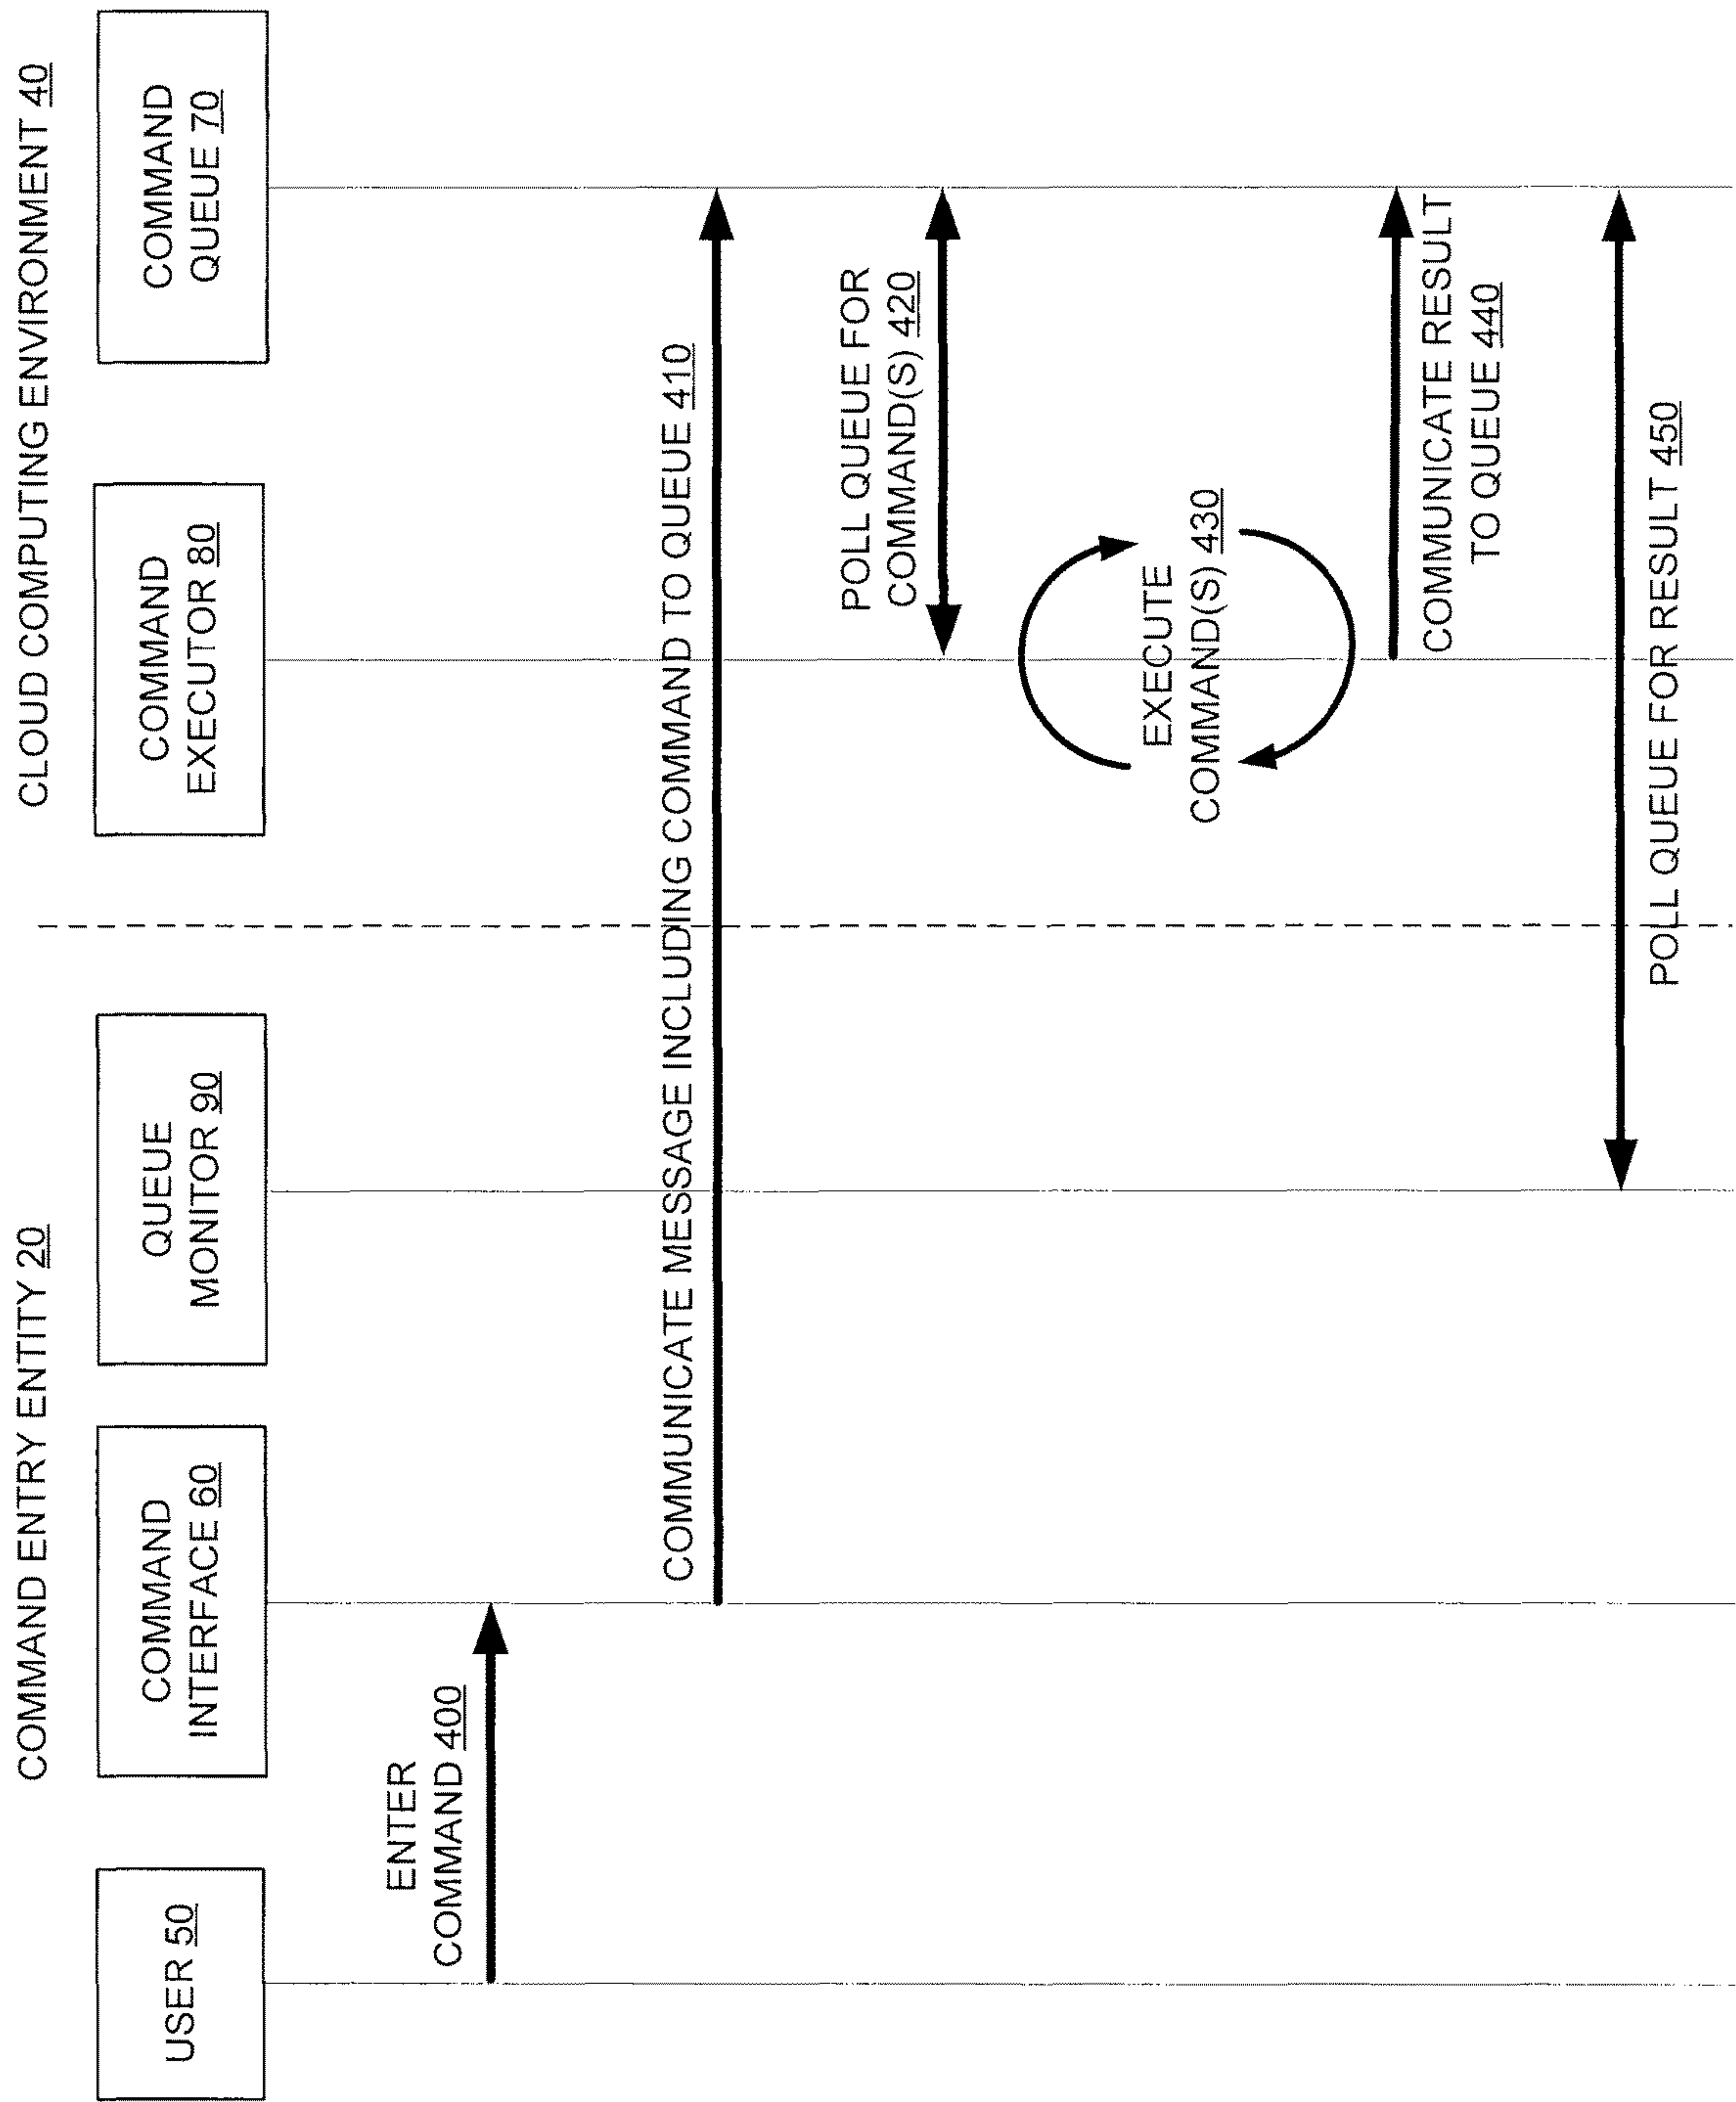 COMMAND ENTRY ENTITY 20
CLOUD COMPUTING ENVIRONMENT 40
USER 50
COMMAND
INTERFACE 60
QUEUE
MONITOR 90
COMMAND
EXECUTOR 80
COMMAND
QUEUE 70
ENTER
COMMAND 400
COMMUNICATE MESSAGE INCLUDING COMMAND TO QUEUE 410
POLL QUEUE FOR
COMMAND(S) 420
EXECUTE
COMMAND(S) 430
COMMUNICATE RESULT
TO QUEUE 440
POLL QUEUE FOR RESULT 450